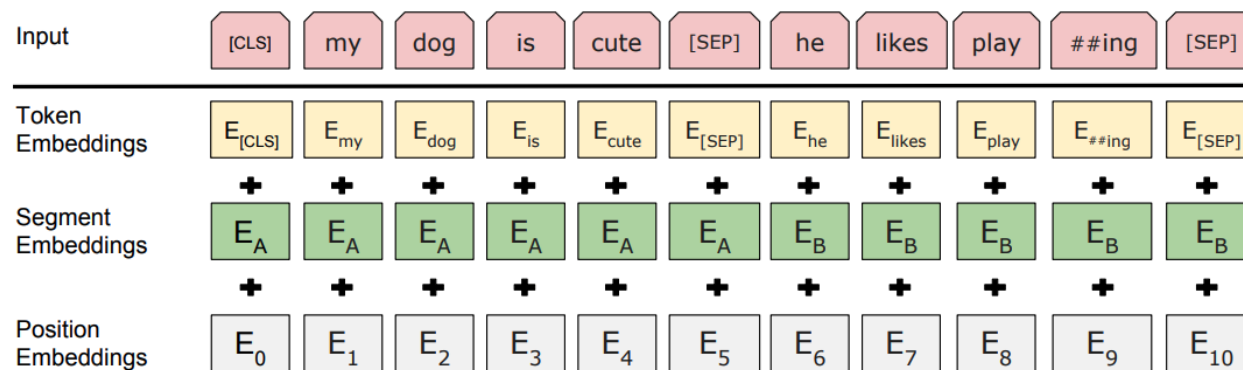 Input [CLS] my dog is cute [SEP] he likes play ##ing [SEP]
Token
Embeddings E[CLS] Emy Edog Eis Ecute E[SEP] Ehe Elikes Eplay E##ing E[SEP]
+ + + + + + + + + + +
Segment
Embeddings EA EA EA EA EA EA EB EB EB EB EB
+ + + + + + + + + + +
Position
Embeddings E0 E1 E2 E3 E4 E5 E6 E7 E8 E9 E10